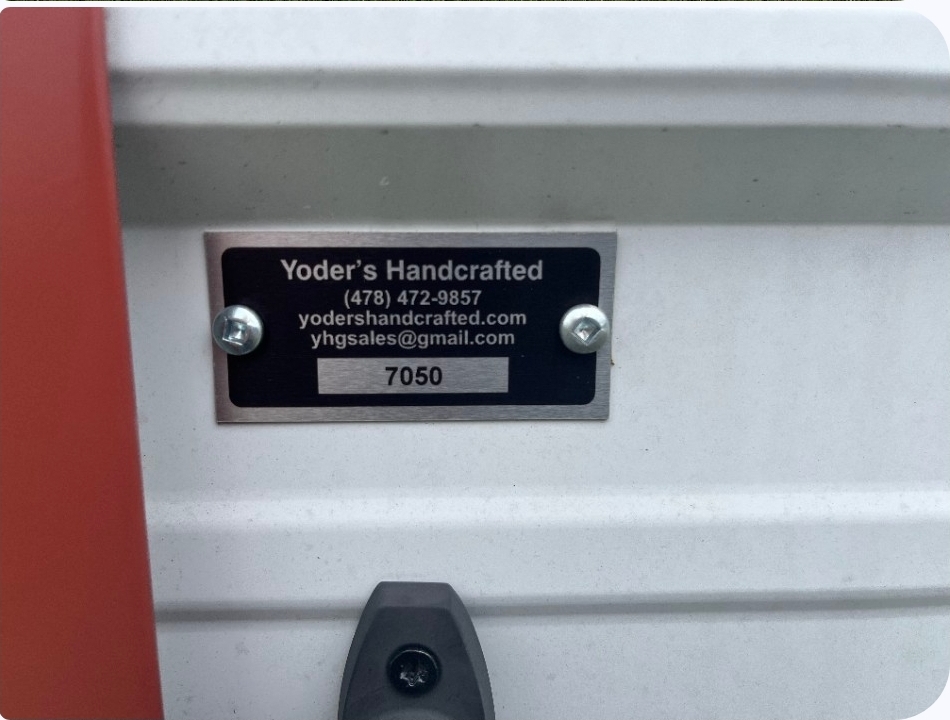 Yoder's Handcrafted
(478) 472-9857
yodershandcrafted.com
yhgsales@gmail.com
7050